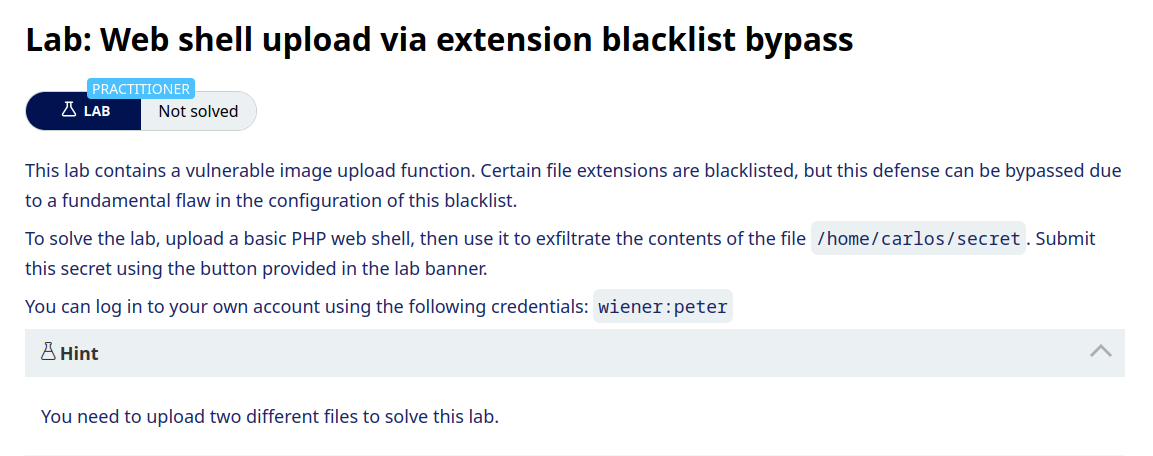 Lab: Web shell upload via extension blacklist bypass
PRACTITIONER
LAB Not solved
This lab contains a vulnerable image upload function. Certain file extensions are blacklisted, but this defense can be bypassed due
to a fundamental flaw in the configuration of this blacklist.
To solve the lab, upload a basic PHP web shell, then use it to exfiltrate the contents of the file /home/carlos/secret. Submit
this secret using the button provided in the lab banner.
You can log in to your own account using the following credentials: wiener:peter
Hint
You need to upload two different files to solve this lab.